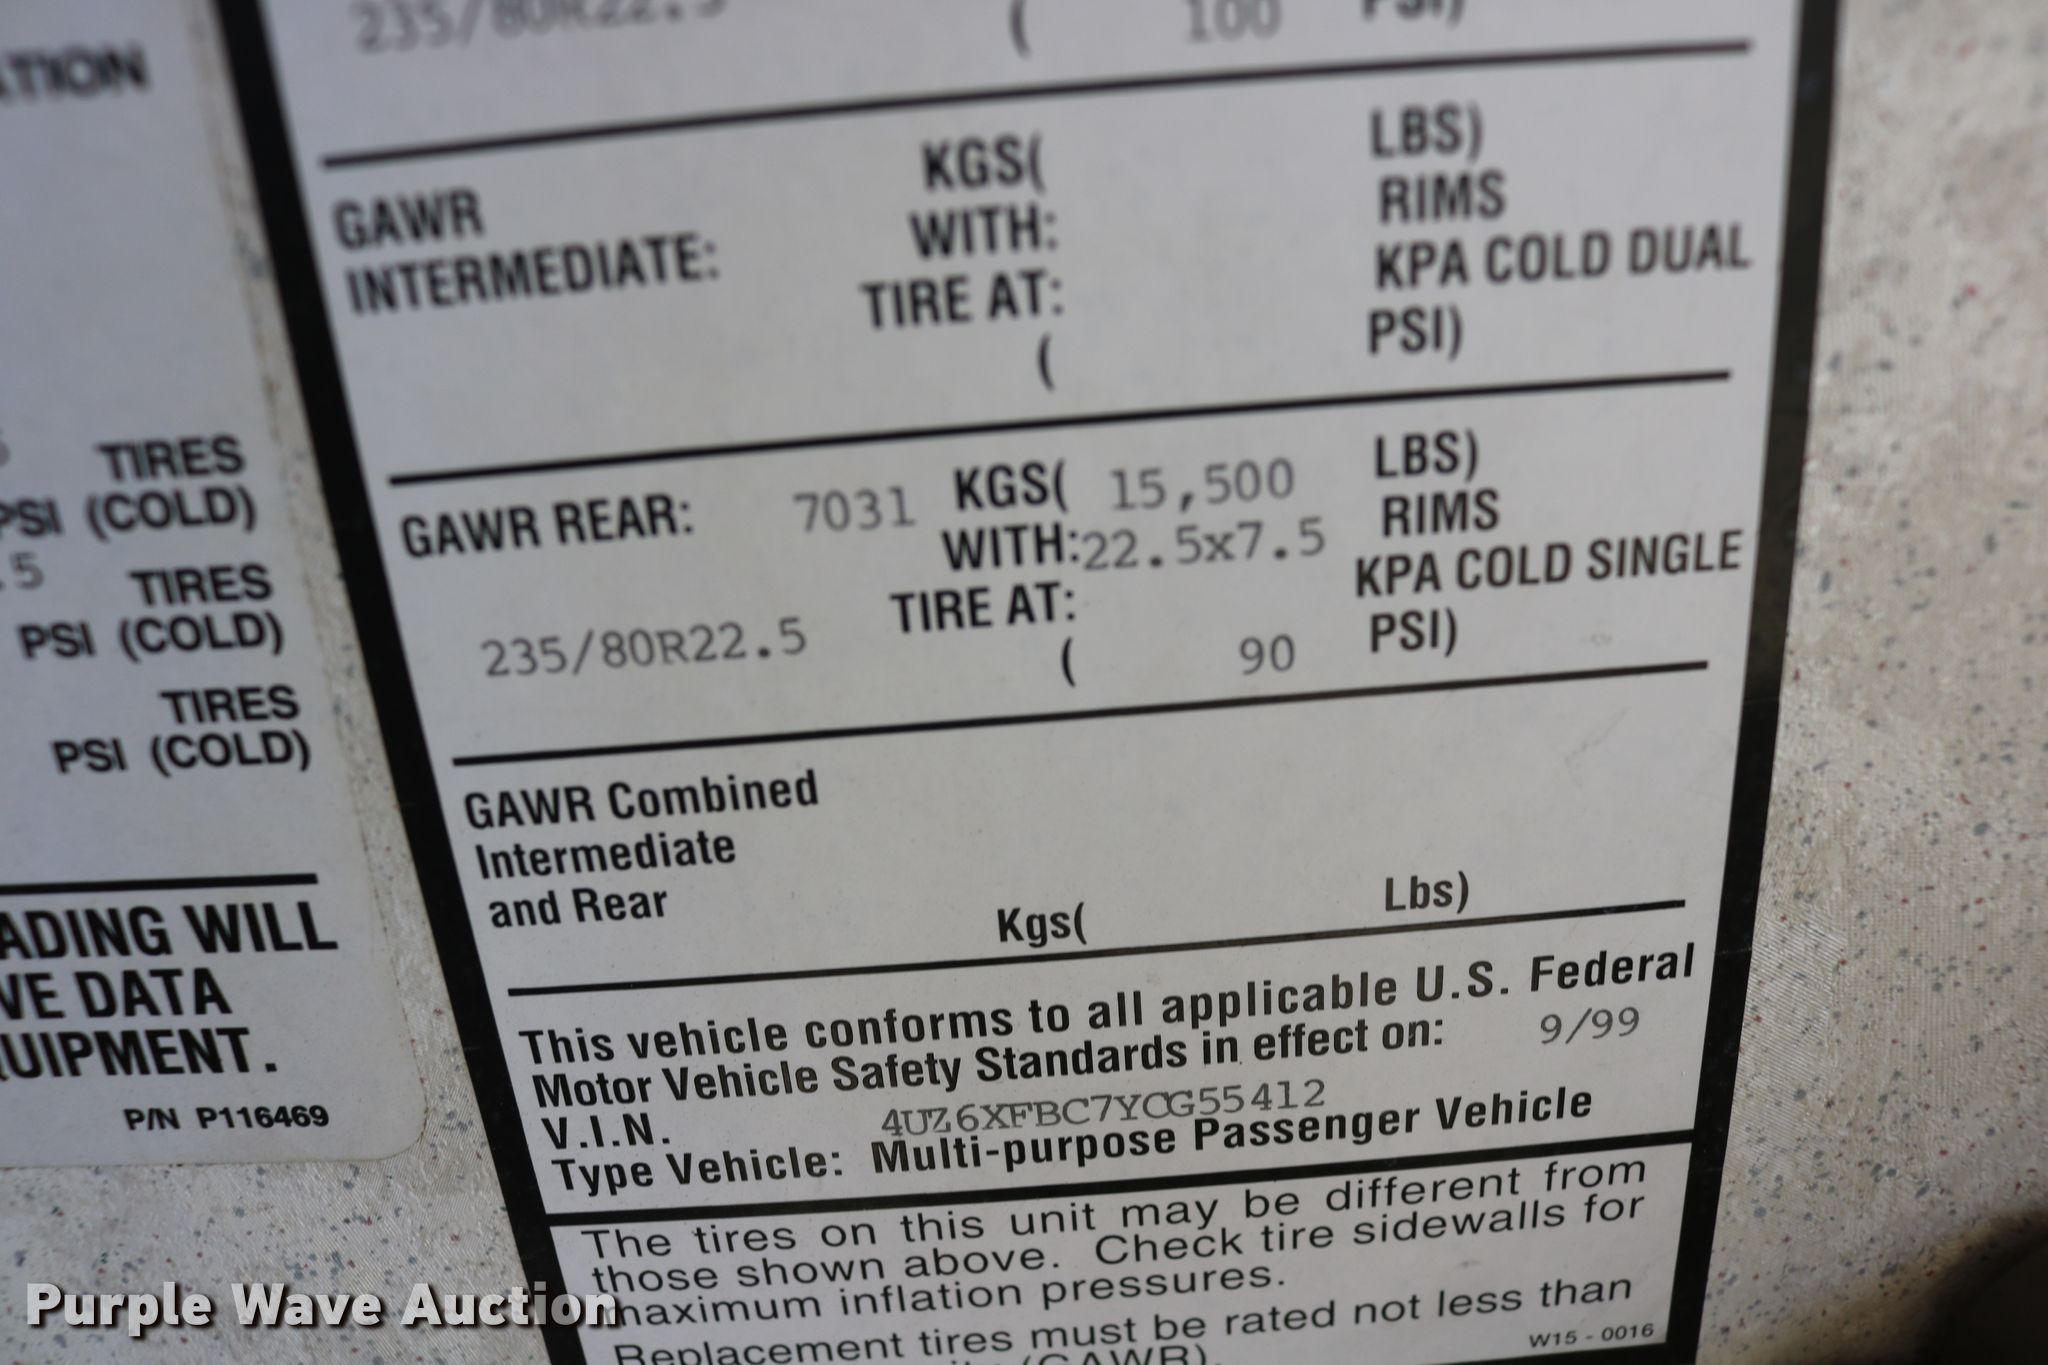 ATION
TIRES
PSI (COLD)
.5 TIRES
PSI (COLD)
TIRES
PSI (COLD)
ADING WILL
VE DATA
UIPMENT.
P/N P116469
235/80R22.5 ( 100 PSI)
GAWR
INTERMEDIATE:
KGS( LBS)
WITH: RIMS
TIRE AT: KPA COLD DUAL
( PSI)
GAWR REAR: 7031 KGS( 15,500 LBS)
WITH:22.5x7.5 RIMS
TIRE AT: KPA COLD SINGLE
235/80R22.5 ( 90 PSI)
GAWR Combined
Intermediate
and Rear Kgs( Lbs)
This vehicle conforms to all applicable U.S. Federal
Motor Vehicle Safety Standards in effect on: 9/99
V.I.N. 4UZ6XFBC7YCG55412
Type Vehicle: Multi-purpose Passenger Vehicle
The tires on this unit may be different from
those shown above. Check tire sidewalls for
maximum inflation pressures.
Replacement tires must be rated not less than
(GAWR).
W15-0016
Purple Wave Auction